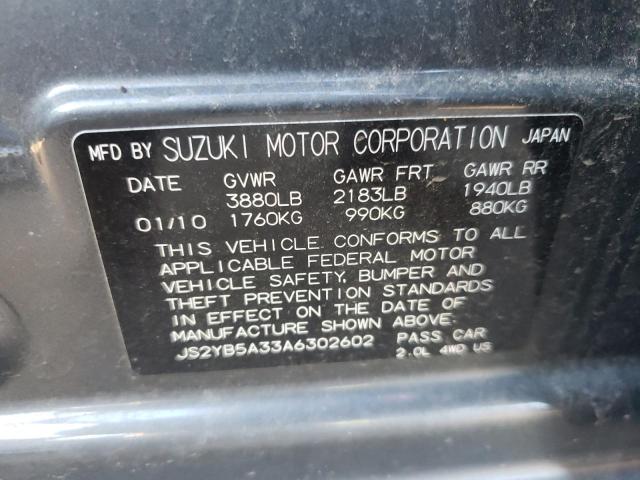 MFD BY SUZUKI MOTOR CORPORATION JAPAN
DATE GVWR GAWR FRT GAWR RR
3880LB 2183LB 1940LB
01/10 1760KG 990KG 880KG
THIS VEHICLE CONFORMS TO ALL
APPLICABLE FEDERAL MOTOR
VEHICLE SAFETY, BUMPER AND
THEFT PREVENTION STANDARDS
IN EFFECT ON THE DATE OF
MANUFACTURE SHOWN ABOVE.
JS2YB5A33A6302602 PASS CAR
2.0L 4WD US